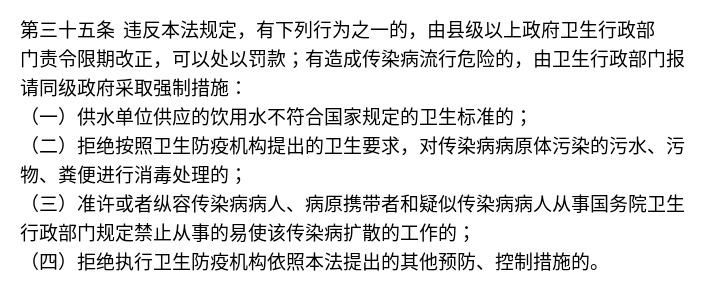 第三十五条 违反本法规定，有下列行为之一的，由县级以上政府卫生行政部
门责令限期改正，可以处以罚款；有造成传染病流行危险的，由卫生行政部门报
请同级政府采取强制措施：
（一）供水单位供应的饮用水不符合国家规定的卫生标准的；
（二）拒绝按照卫生防疫机构提出的卫生要求，对传染病病原体污染的污水、污
物、粪便进行消毒处理的；
（三）准许或者纵容传染病病人、病原携带者和疑似传染病病人从事国务院卫生
行政部门规定禁止从事的易使该传染病扩散的工作的；
（四）拒绝执行卫生防疫机构依照本法提出的其他预防、控制措施的。